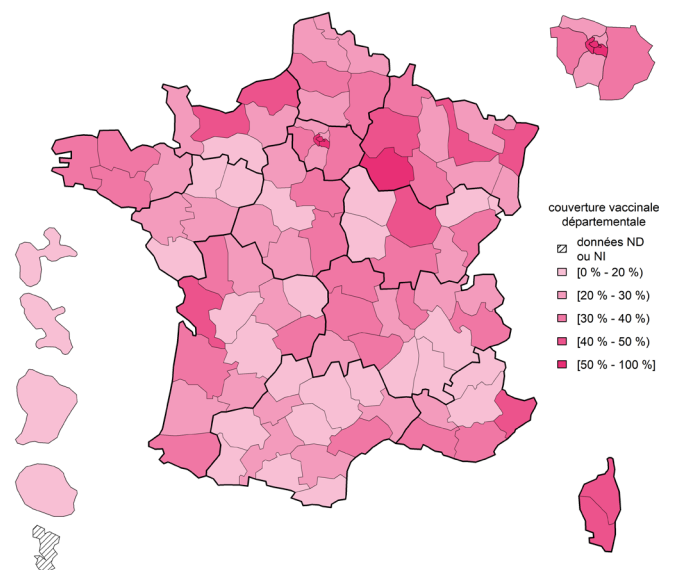 couverture vaccinale
départementale
données ND
ou NI
[0 % - 20 %)
[20 % - 30 %)
[30 % - 40 %)
[40 % - 50 %)
[50 % - 100 %]